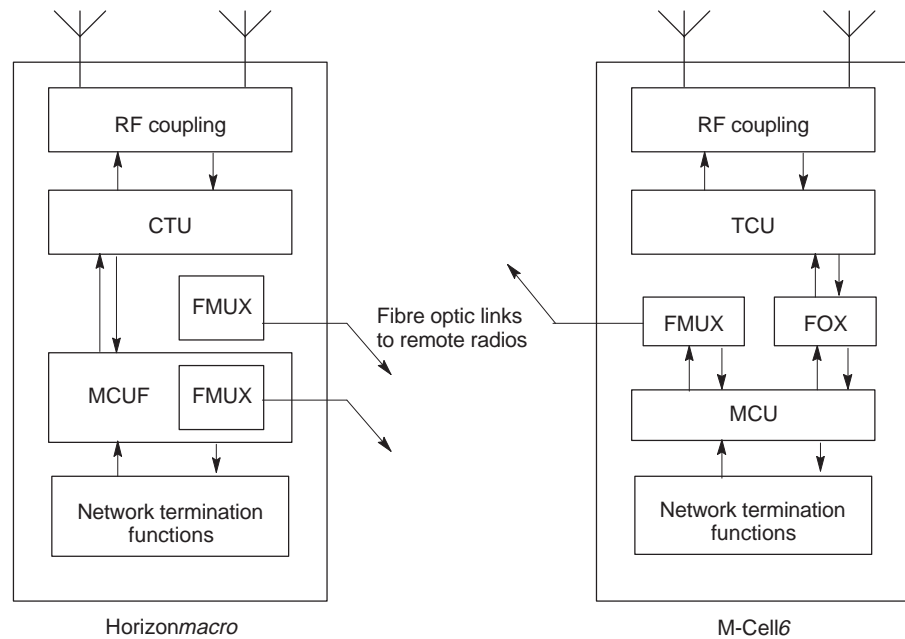 RF coupling
CTU
FMUX
MCUF
FMUX
Network termination
functions
Horizonmacro
Fibre optic links
to remote radios
RF coupling
TCU
FMUX
FOX
MCU
Network termination
functions
M-Cell6